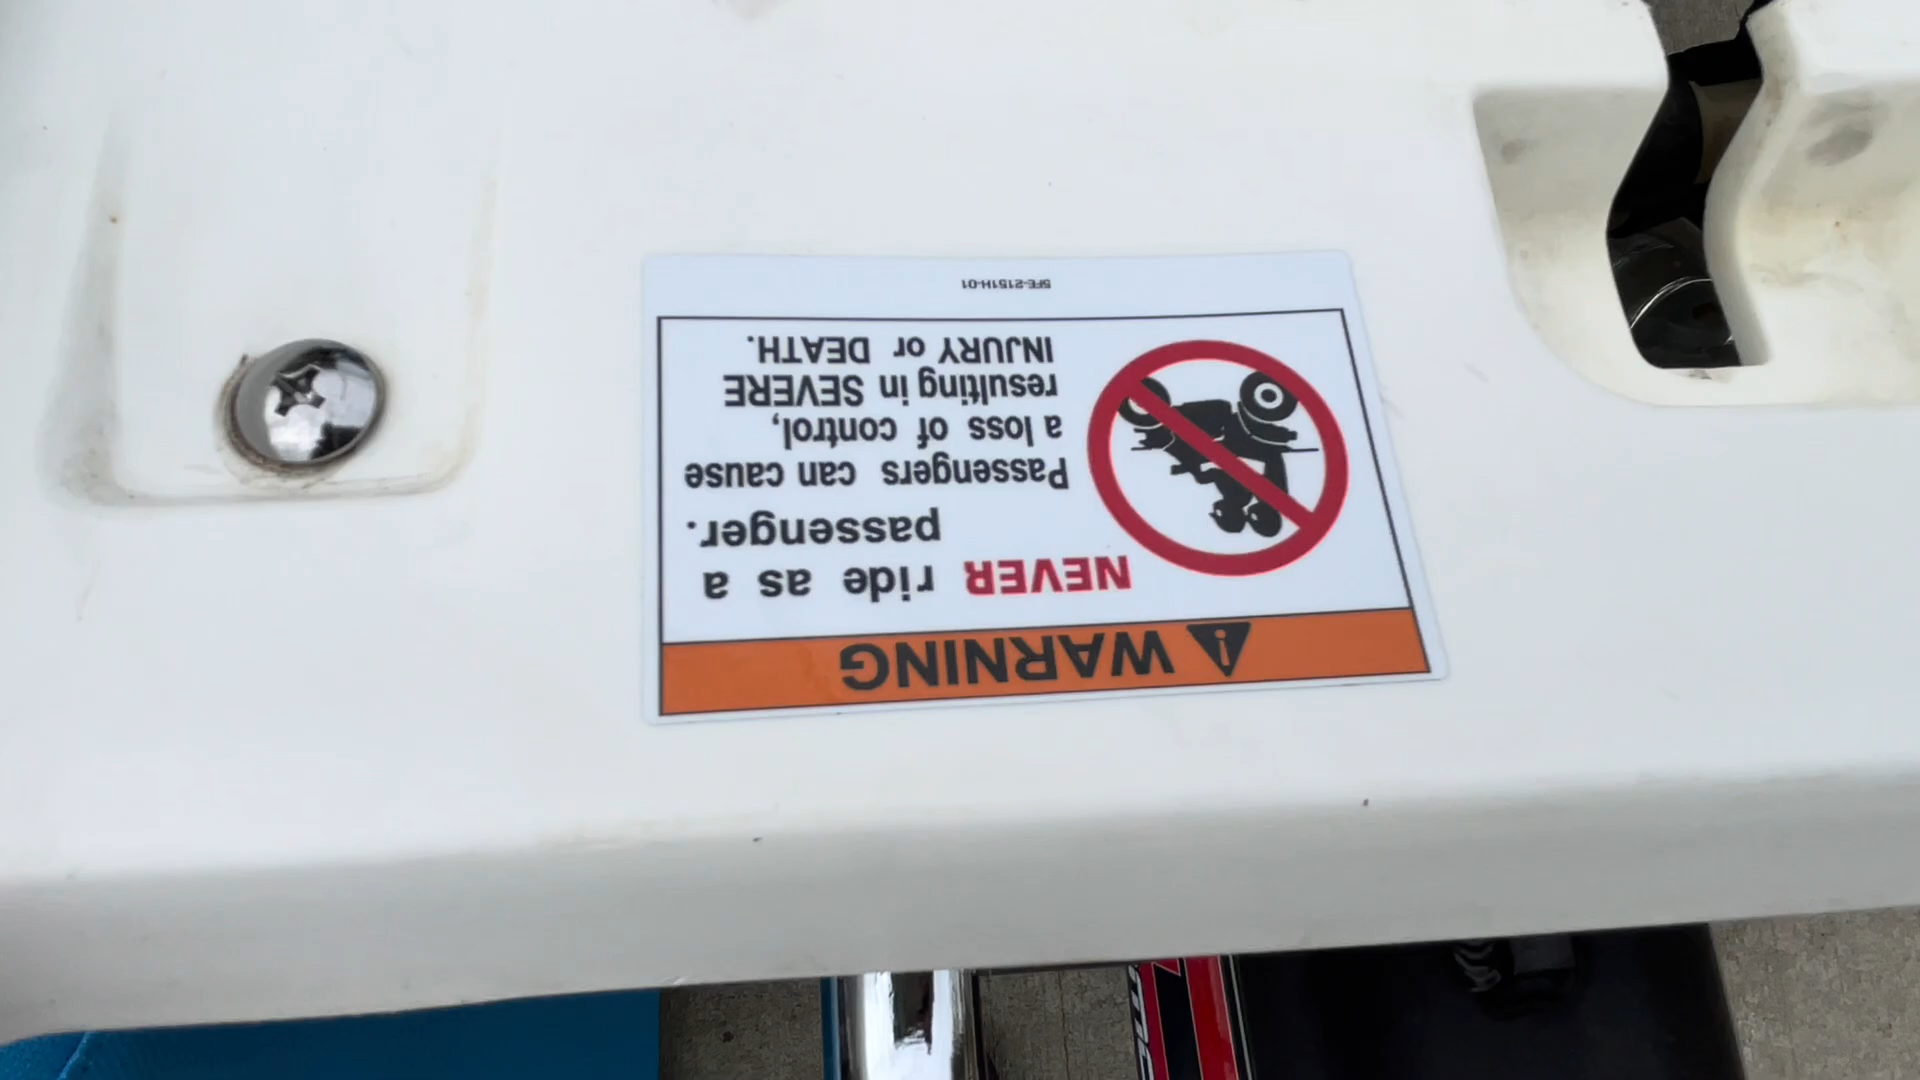 WARNING
NEVER ride as a
passenger.
Passengers can cause
a loss of control,
resulting in SEVERE
INJURY or DEATH.
5FE-2151H-01